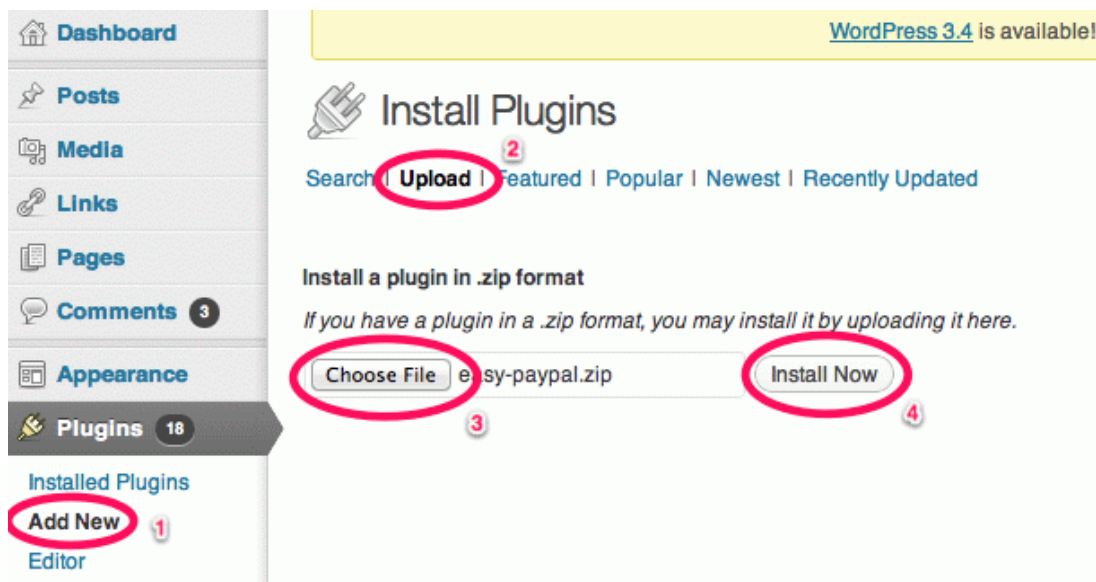 Dashboard
Posts
Media
Links
Pages
Comments 3
Appearance
Plugins 18
Installed Plugins
Add New 1
Editor
WordPress 3.4 is available!
Install Plugins
2
Search | Upload | Featured | Popular | Newest | Recently Updated
Install a plugin in .zip format
If you have a plugin in a .zip format, you may install it by uploading it here.
Choose File easy-paypal.zip Install Now
3 4